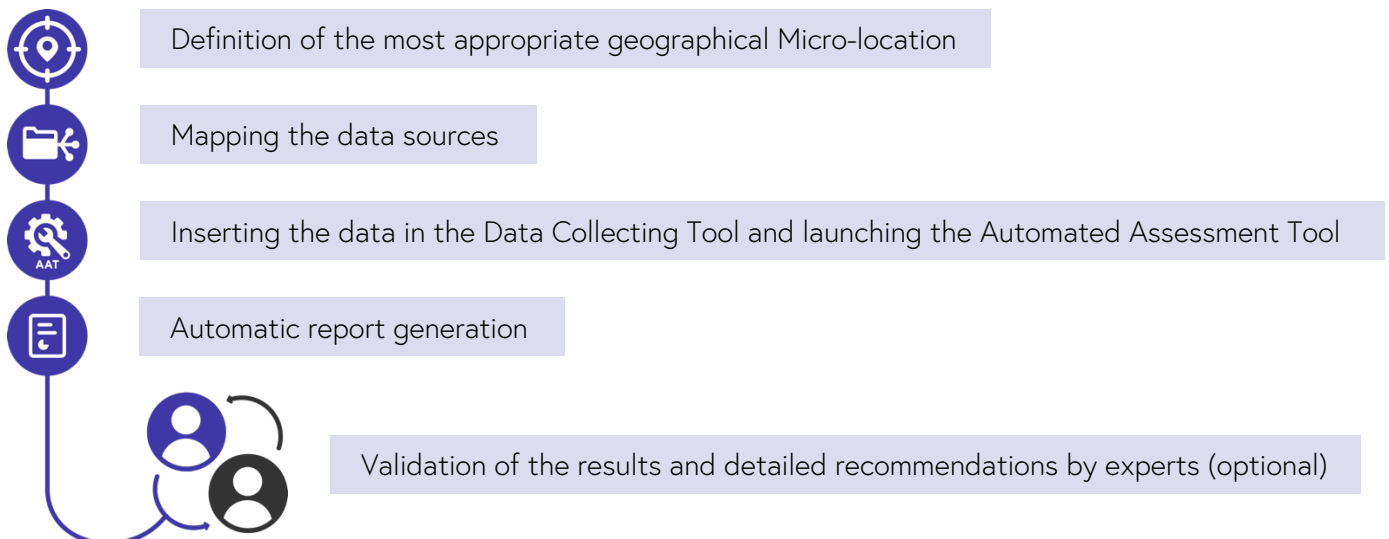 Definition of the most appropriate geographical Micro-location
Mapping the data sources
Inserting the data in the Data Collecting Tool and launching the Automated Assessment Tool
AAT
Automatic report generation
Validation of the results and detailed recommendations by experts (optional)